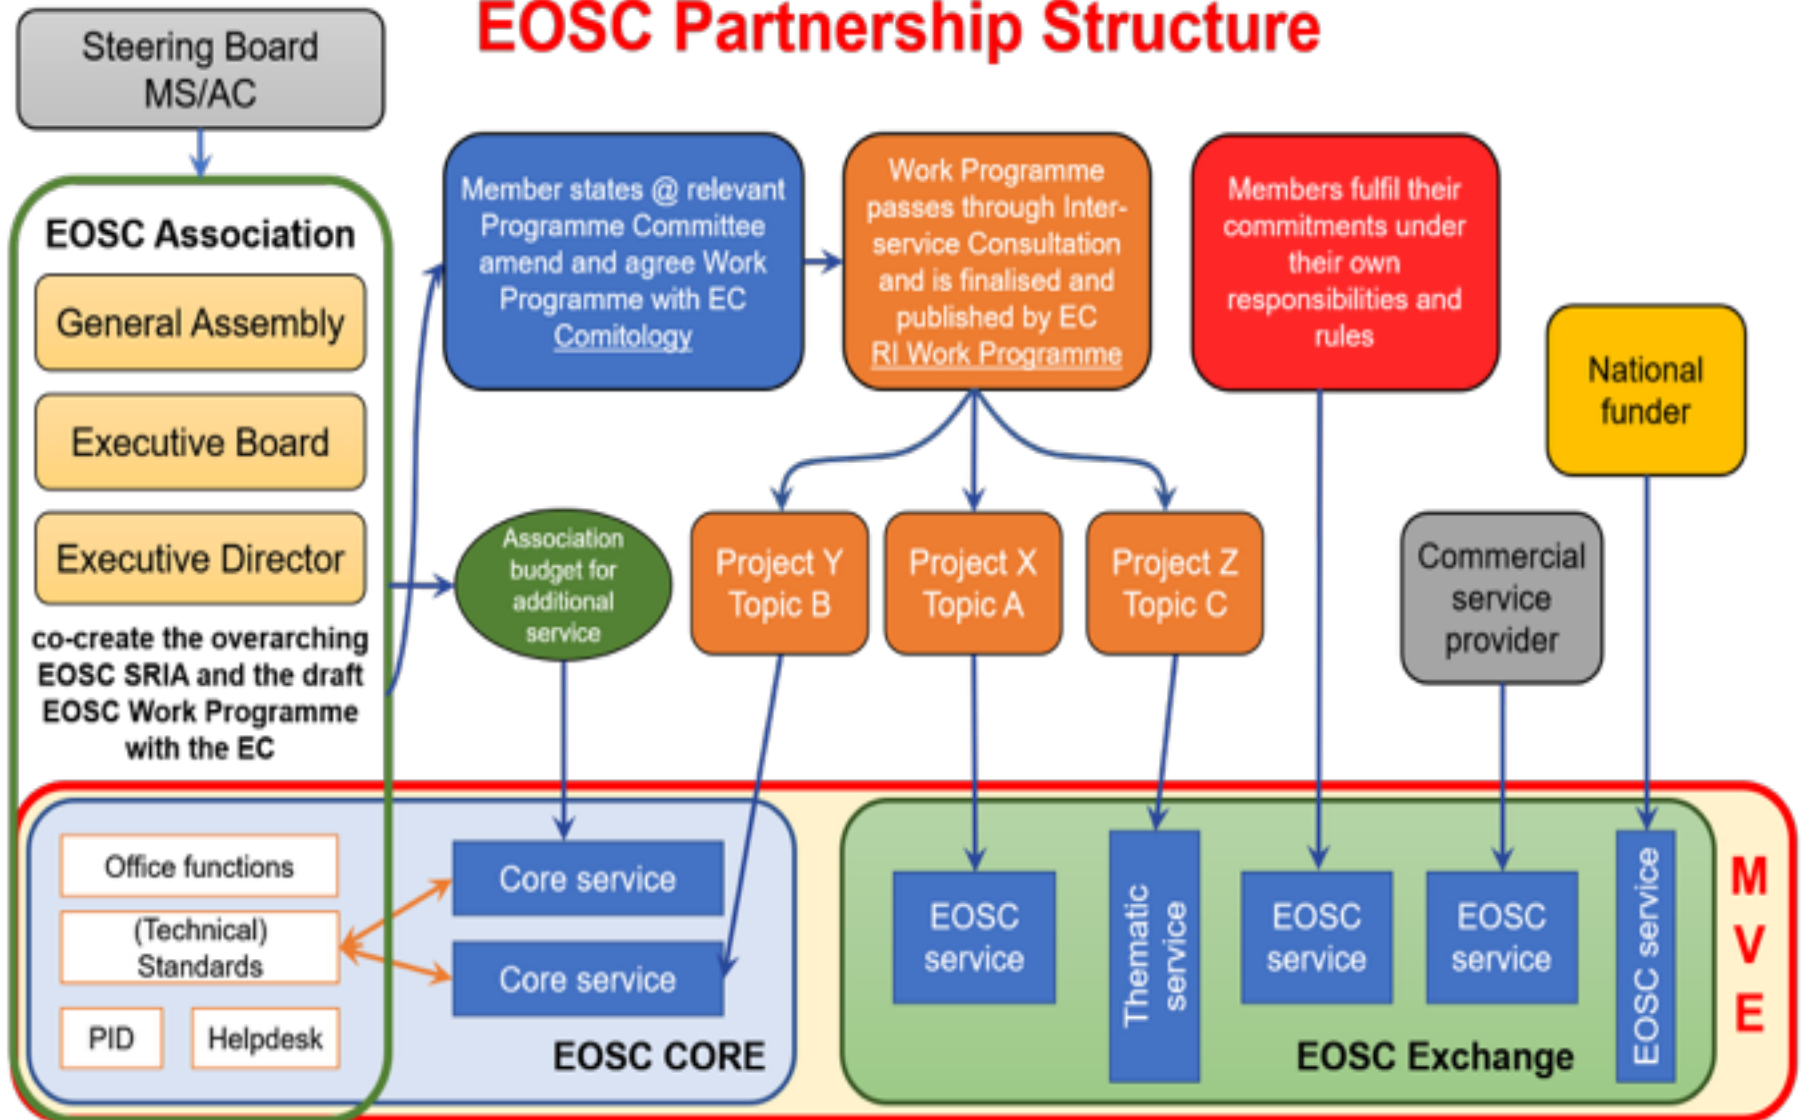 EOSC Partnership Structure
Steering Board
MS/AC
EOSC Association
General Assembly
Executive Board
Executive Director
co-create the overarching
EOSC SRIA and the draft
EOSC Work Programme
with the EC
Member states @ relevant
Programme Committee
amend and agree Work
Programme with EC
Comitology
Work Programme
passes through Inter-
service Consultation
and is finalised and
published by EC
RI Work Programme
Members fulfil their
commitments under
their own
responsibilities and
rules
National
funder
Association
budget for
additional
service
Project Y
Topic B
Project X
Topic A
Project Z
Topic C
Commercial
service
provider
Office functions
(Technical)
Standards
PID
Helpdesk
Core service
Core service
EOSC CORE
EOSC
service
Thematic
service
EOSC
service
EOSC
service
EOSC service
EOSC Exchange
M
V
E